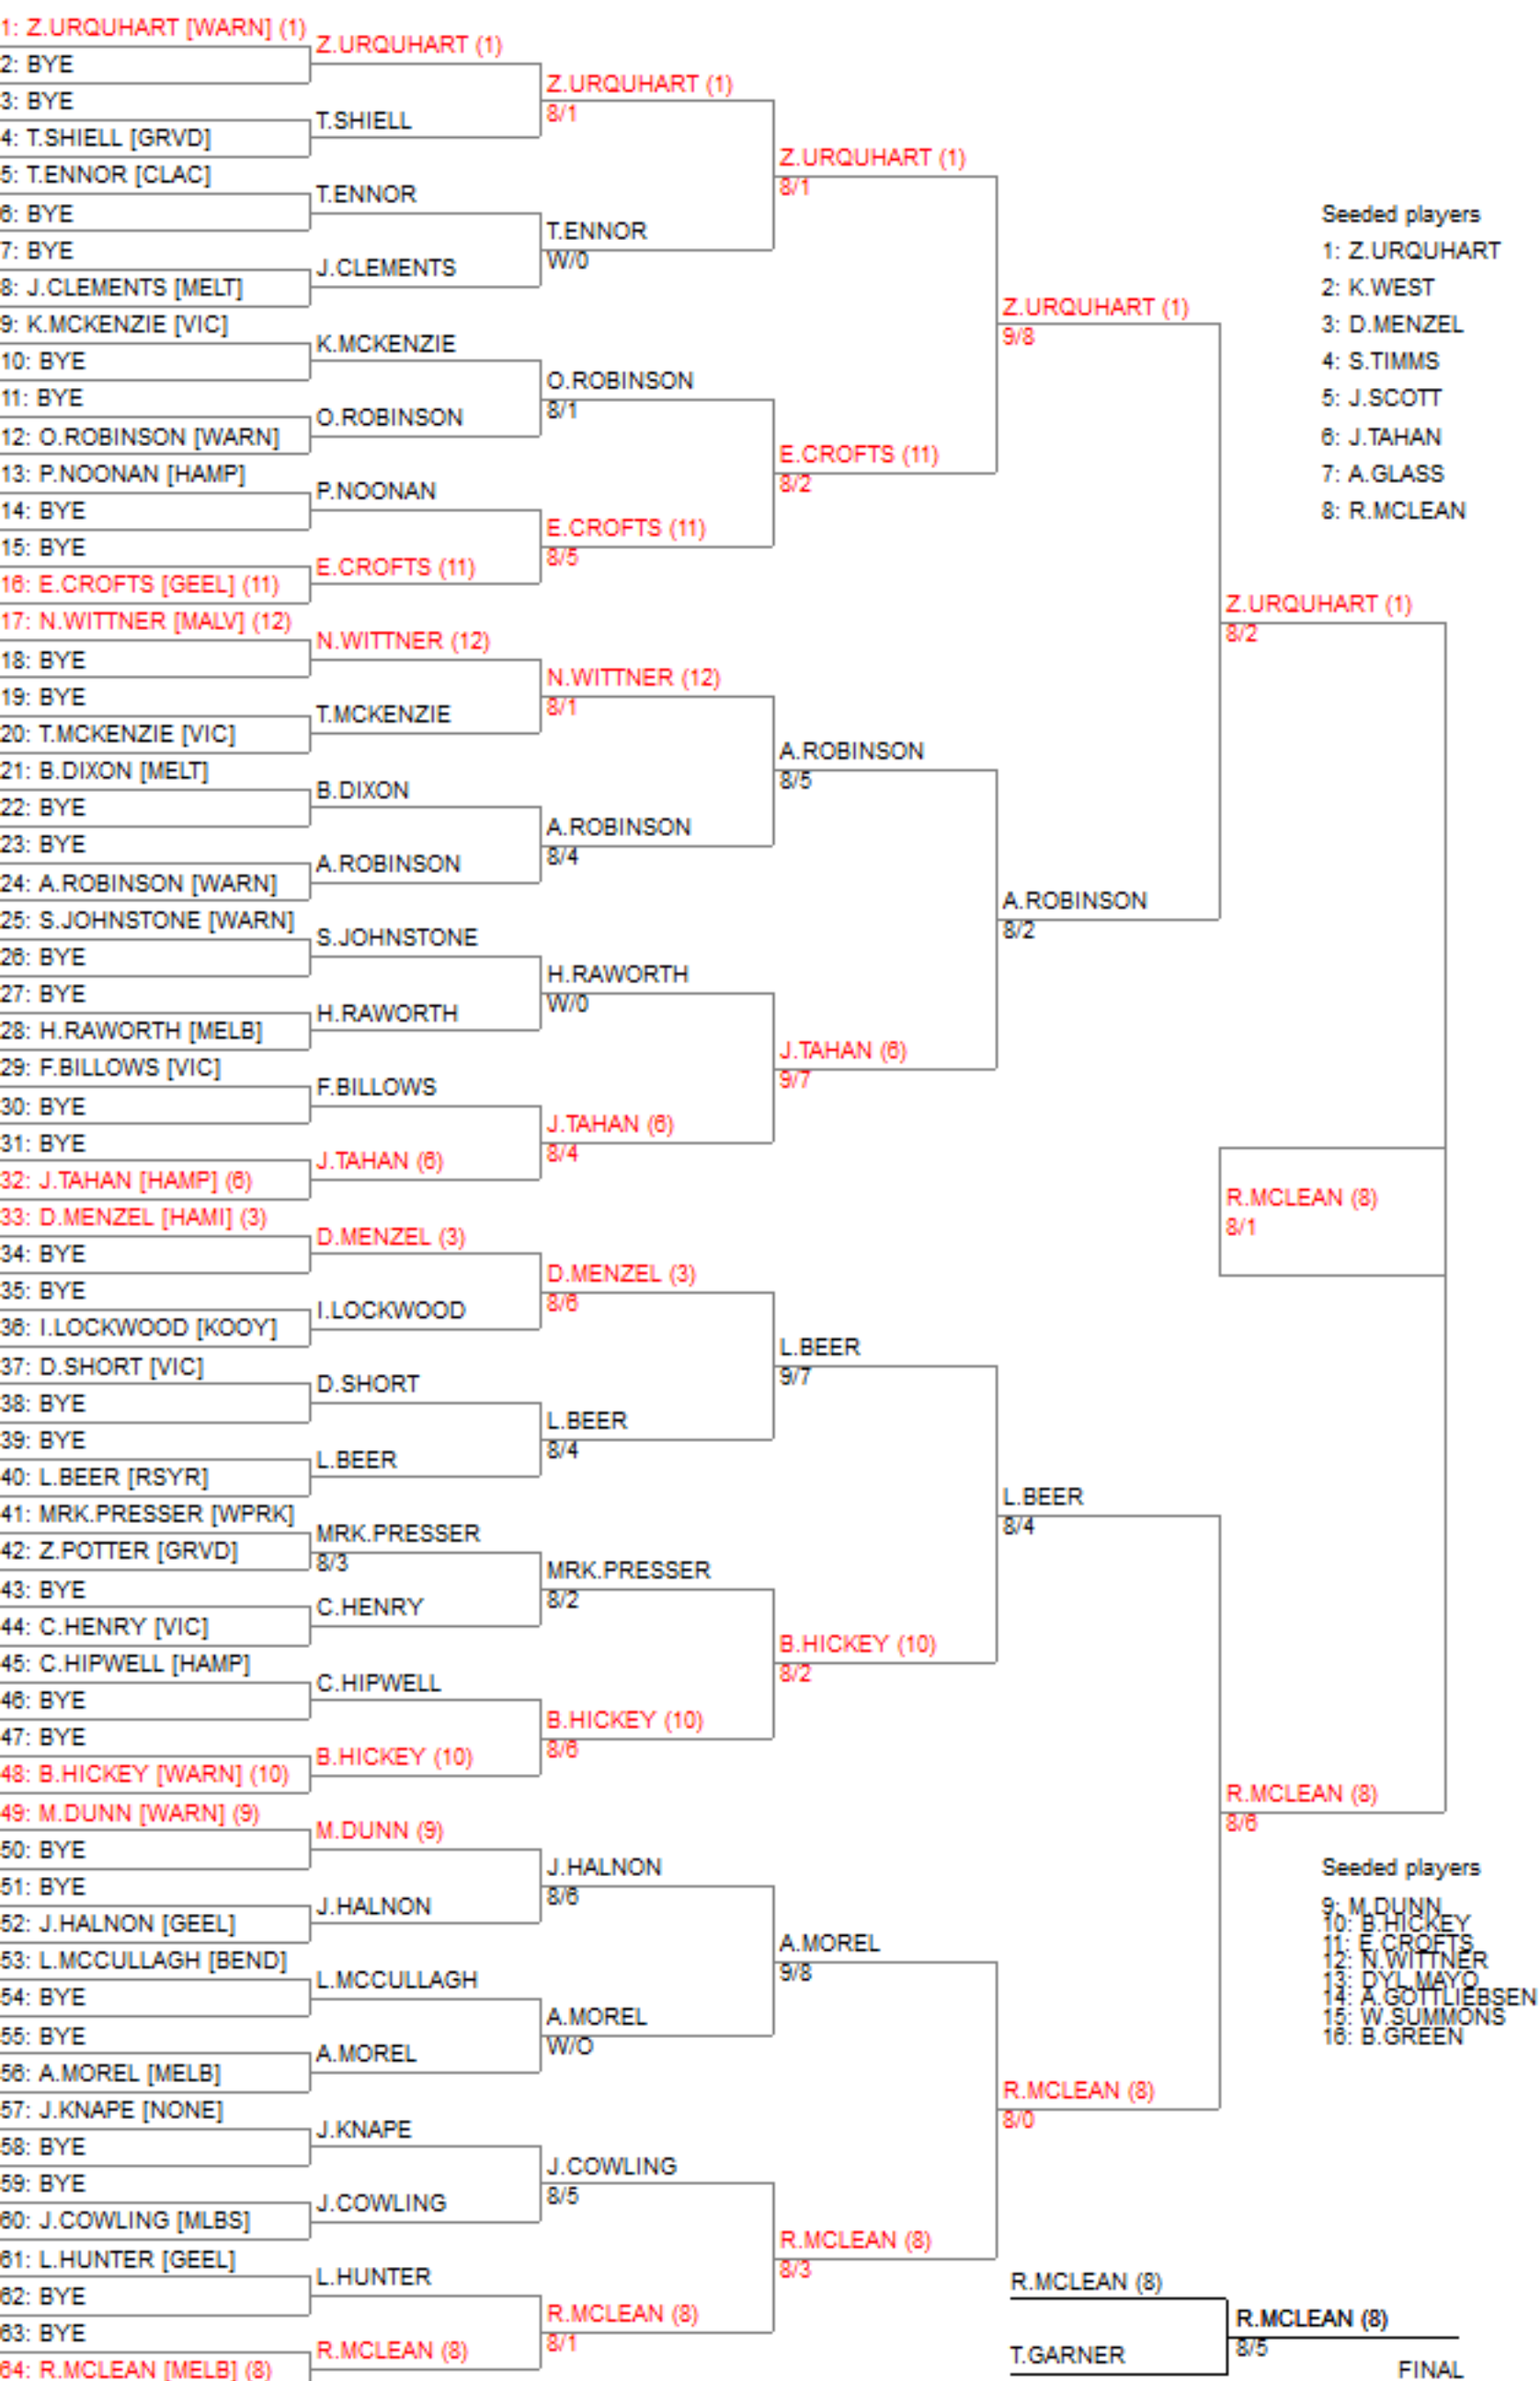 1: Z.URQUHART [WARN] (1)
2: BYE
3: BYE
4: T.SHIELL [GRVD]
5: T.ENNOR [CLAC]
6: BYE
7: BYE
8: J.CLEMENTS [MELT]
9: K.MCKENZIE [VIC]
10: BYE
11: BYE
12: O.ROBINSON [WARN]
13: P.NOONAN [HAMP]
14: BYE
15: BYE
16: E.CROFTS [GEEL] (11)
17: N.WITTNER [MALV] (12)
18: BYE
19: BYE
20: T.MCKENZIE [VIC]
21: B.DIXON [MELT]
22: BYE
23: BYE
24: A.ROBINSON [WARN]
25: S.JOHNSTONE [WARN]
26: BYE
27: BYE
28: H.RAWORTH [MELB]
29: F.BILLOWS [VIC]
30: BYE
31: BYE
32: J.TAHAN [HAMP] (6)
33: D.MENZEL [HAMI] (3)
34: BYE
35: BYE
36: I.LOCKWOOD [KOOY]
37: D.SHORT [VIC]
38: BYE
39: BYE
40: L.BEER [RSYR]
41: MRK.PRESSER [WPRK]
42: Z.POTTER [GRVD]
43: BYE
44: C.HENRY [VIC]
45: C.HIPWELL [HAMP]
46: BYE
47: BYE
48: B.HICKEY [WARN] (10)
49: M.DUNN [WARN] (9)
50: BYE
51: BYE
52: J.HALNON [GEEL]
53: L.MCCULLAGH [BEND]
54: BYE
55: BYE
56: A.MOREL [MELB]
57: J.KNAPE [NONE]
58: BYE
59: BYE
60: J.COWLING [MLBS]
61: L.HUNTER [GEEL]
62: BYE
63: BYE
64: R.MCLEAN [MELB] (8)
Z.URQUHART (1)
T.SHIELL
T.ENNOR
J.CLEMENTS
K.MCKENZIE
O.ROBINSON
P.NOONAN
E.CROFTS (11)
N.WITTNER (12)
T.MCKENZIE
B.DIXON
A.ROBINSON
S.JOHNSTONE
H.RAWORTH
F.BILLOWS
J.TAHAN (6)
D.MENZEL (3)
I.LOCKWOOD
D.SHORT
L.BEER
MRK.PRESSER
8/3
C.HENRY
C.HIPWELL
B.HICKEY (10)
M.DUNN (9)
J.HALNON
L.MCCULLAGH
A.MOREL
J.KNAPE
J.COWLING
L.HUNTER
R.MCLEAN (8)
Z.URQUHART (1)
8/1
T.ENNOR
W/0
O.ROBINSON
8/1
E.CROFTS (11)
8/5
N.WITTNER (12)
8/1
A.ROBINSON
8/4
H.RAWORTH
W/0
J.TAHAN (6)
8/4
D.MENZEL (3)
8/6
L.BEER
8/4
MRK.PRESSER
8/2
B.HICKEY (10)
8/6
J.HALNON
8/6
A.MOREL
W/O
J.COWLING
8/5
R.MCLEAN (8)
8/1
Z.URQUHART (1)
8/1
E.CROFTS (11)
8/2
A.ROBINSON
8/5
J.TAHAN (6)
9/7
L.BEER
9/7
B.HICKEY (10)
8/2
A.MOREL
9/8
R.MCLEAN (8)
8/3
Z.URQUHART (1)
9/8
A.ROBINSON
8/2
L.BEER
8/4
R.MCLEAN (8)
8/0
Z.URQUHART (1)
8/2
R.MCLEAN (8)
8/1
R.MCLEAN (8)
8/6
Seeded players
1: Z.URQUHART
2: K.WEST
3: D.MENZEL
4: S.TIMMS
5: J.SCOTT
6: J.TAHAN
7: A.GLASS
8: R.MCLEAN
Seeded players
9: M.DUNN
10: B.HICKEY
11: E.CROFTS
12: N.WITTNER
13: DYL.MAYO
14: A.GOTTLIEBSEN
15: W.SUMMONS
16: B.GREEN
R.MCLEAN (8)
T.GARNER
R.MCLEAN (8)
8/5
FINAL